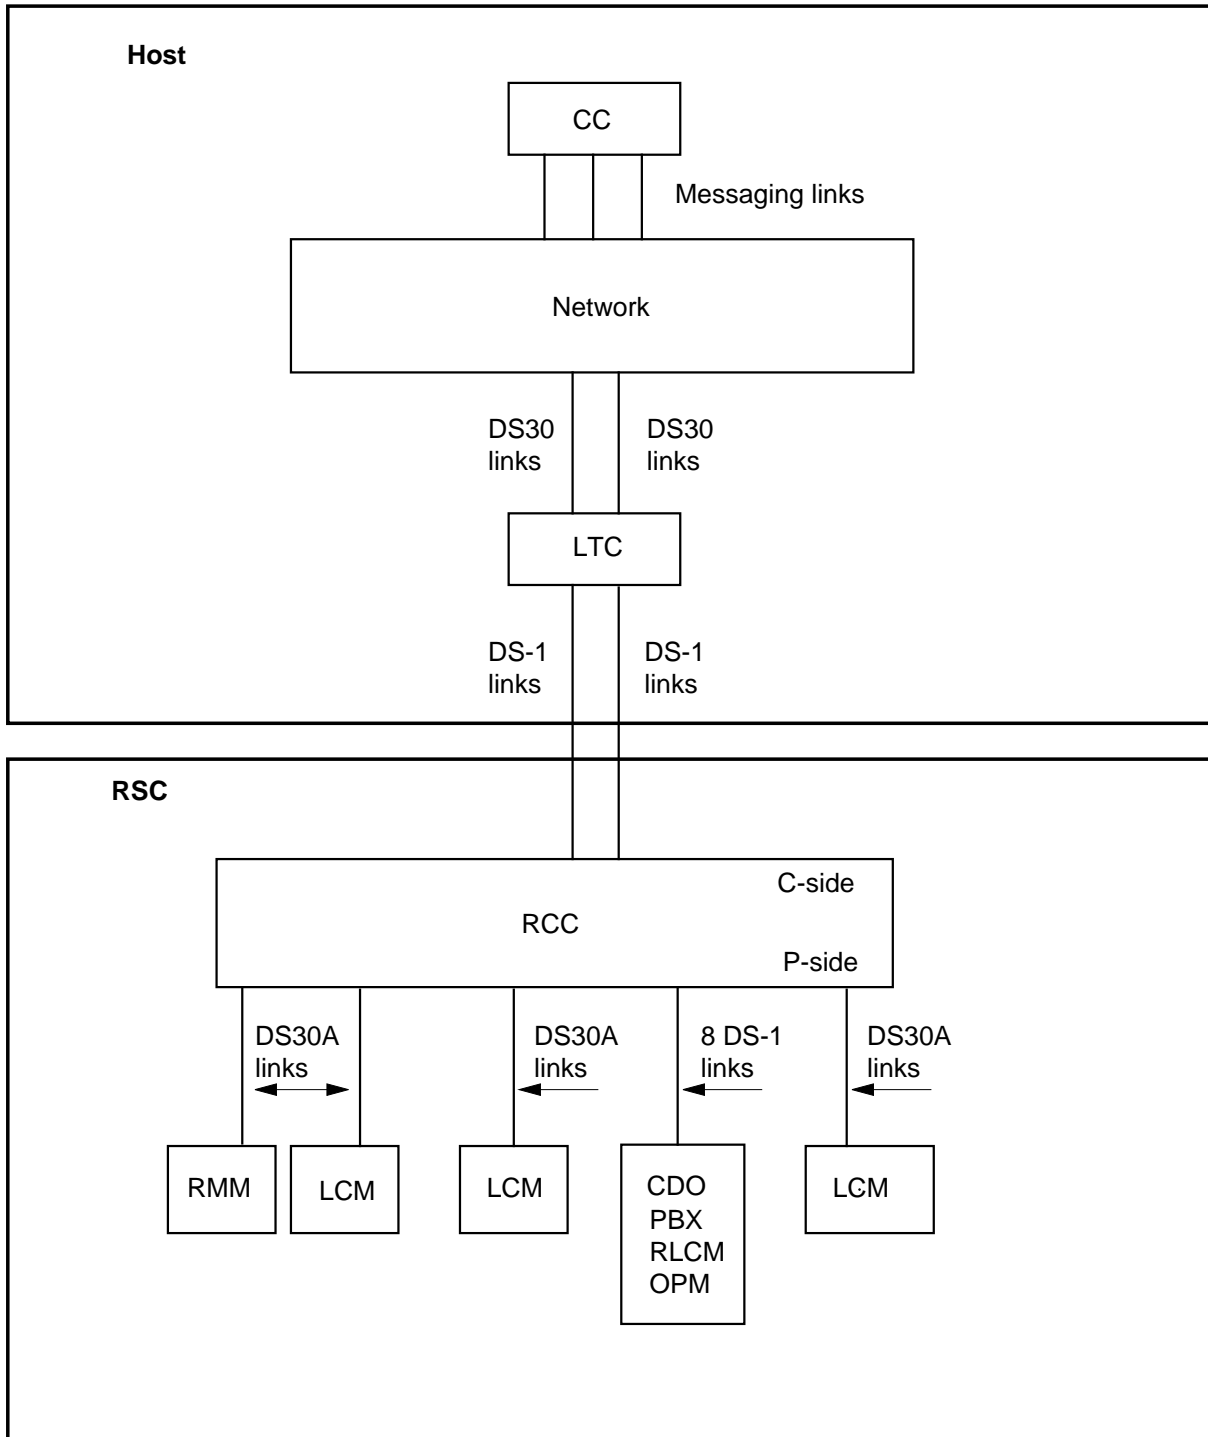 Host
CC
Messaging links
Network
DS30
links
DS30
links
LTC
DS-1
links
DS-1
links
RSC
C-side
RCC
P-side
DS30A
links
DS30A
links
8 DS-1
links
DS30A
links
RMM
LCM
LCM
CDO
PBX
RLCM
OPM
LCM